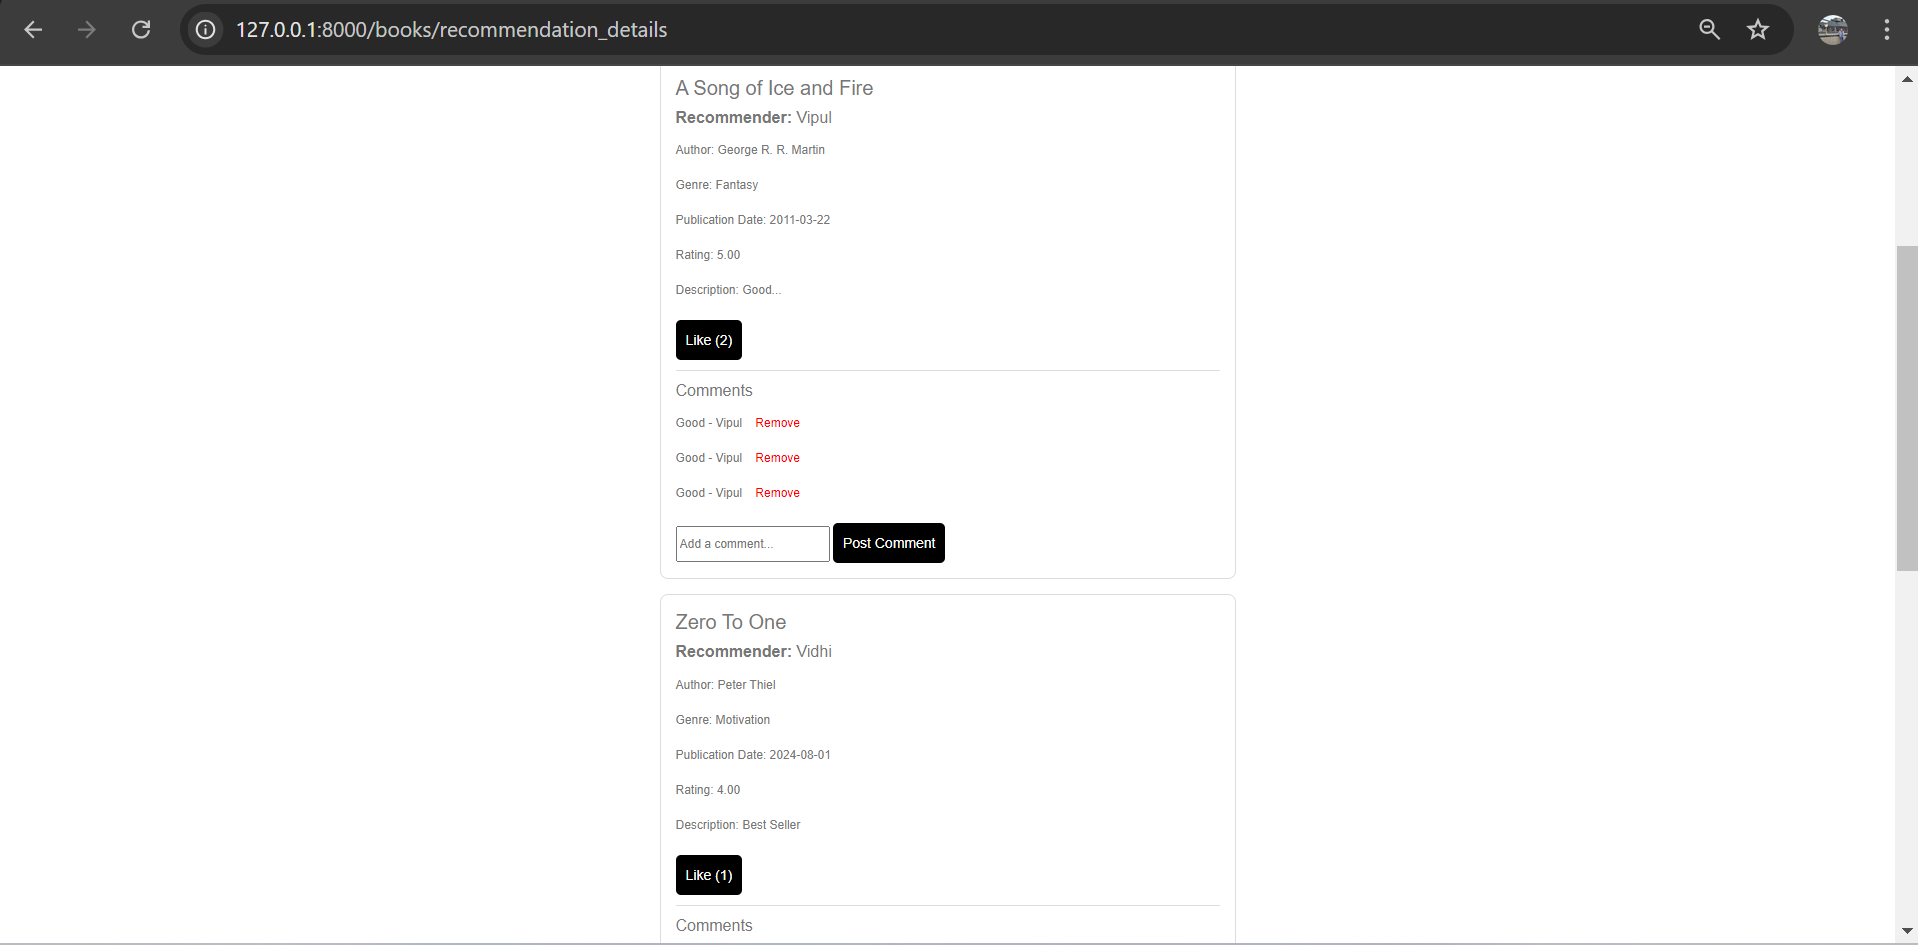 127.0.0.1:8000/books/recommendation_details
A Song of Ice and Fire
Recommender: Vipul
Author: George R. R. Martin
Genre: Fantasy
Publication Date: 2011-03-22
Rating: 5.00
Description: Good...
Like (2)
Comments
Good - Vipul Remove
Good - Vipul Remove
Good - Vipul Remove
Add a comment... Post Comment
Zero To One
Recommender: Vidhi
Author: Peter Thiel
Genre: Motivation
Publication Date: 2024-08-01
Rating: 4.00
Description: Best Seller
Like (1)
Comments